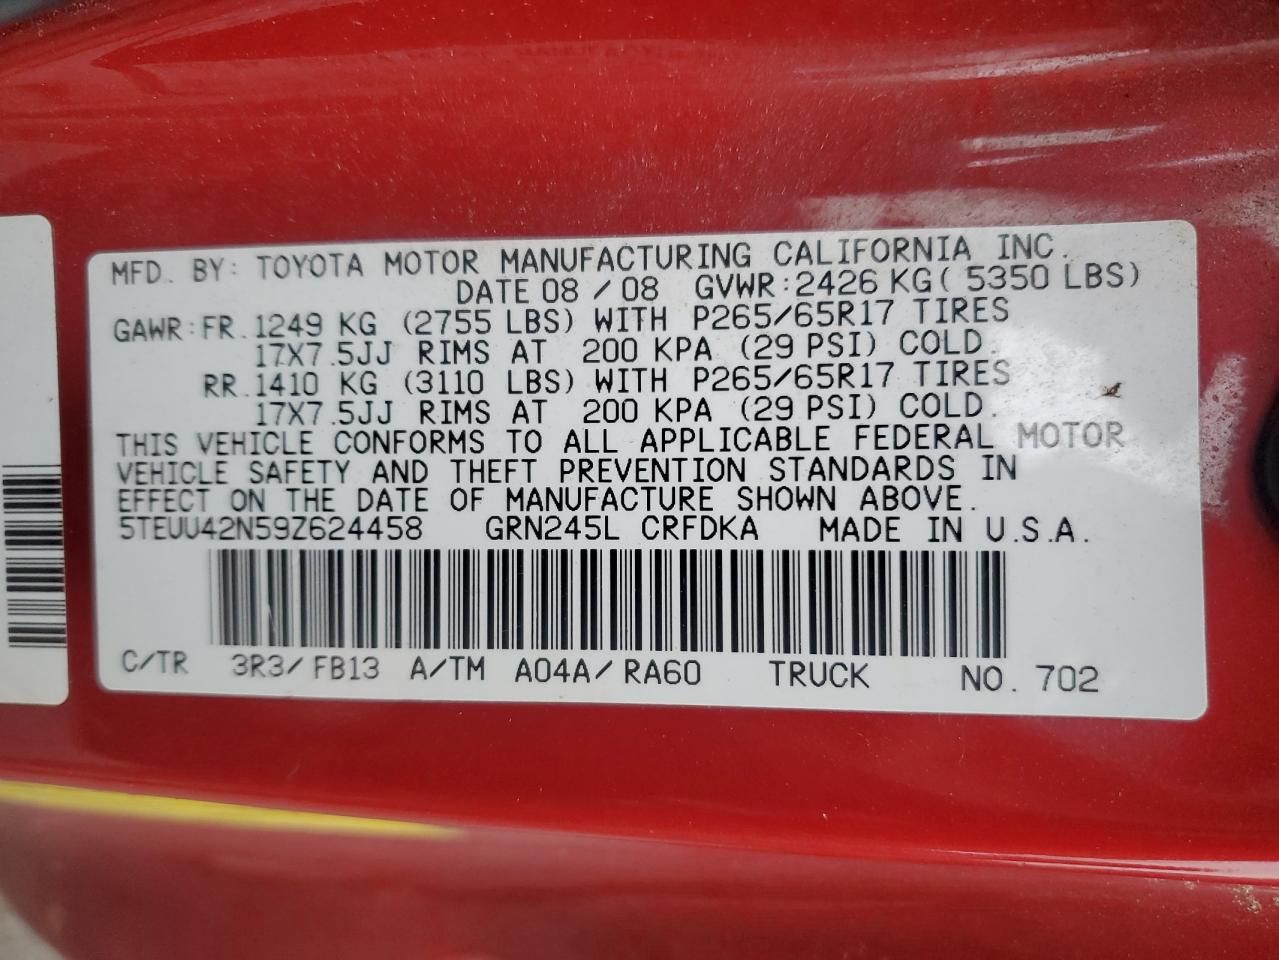 MFD. BY: TOYOTA MOTOR MANUFACTURING CALIFORNIA INC.
DATE 08 / 08 GVWR: 2426 KG ( 5350 LBS)
GAWR: FR. 1249 KG (2755 LBS) WITH P265/65R17 TIRES
17X7.5JJ RIMS AT 200 KPA (29 PSI) COLD.
RR. 1410 KG (3110 LBS) WITH P265/65R17 TIRES
17X7.5JJ RIMS AT 200 KPA (29 PSI) COLD.
THIS VEHICLE CONFORMS TO ALL APPLICABLE FEDERAL MOTOR
VEHICLE SAFETY AND THEFT PREVENTION STANDARDS IN
EFFECT ON THE DATE OF MANUFACTURE SHOWN ABOVE.
5TEUU42N59Z624458 GRN245L CRFDKA MADE IN U.S.A.
C/TR 3R3/ FB13 A/TM A04A/ RA60 TRUCK NO. 702